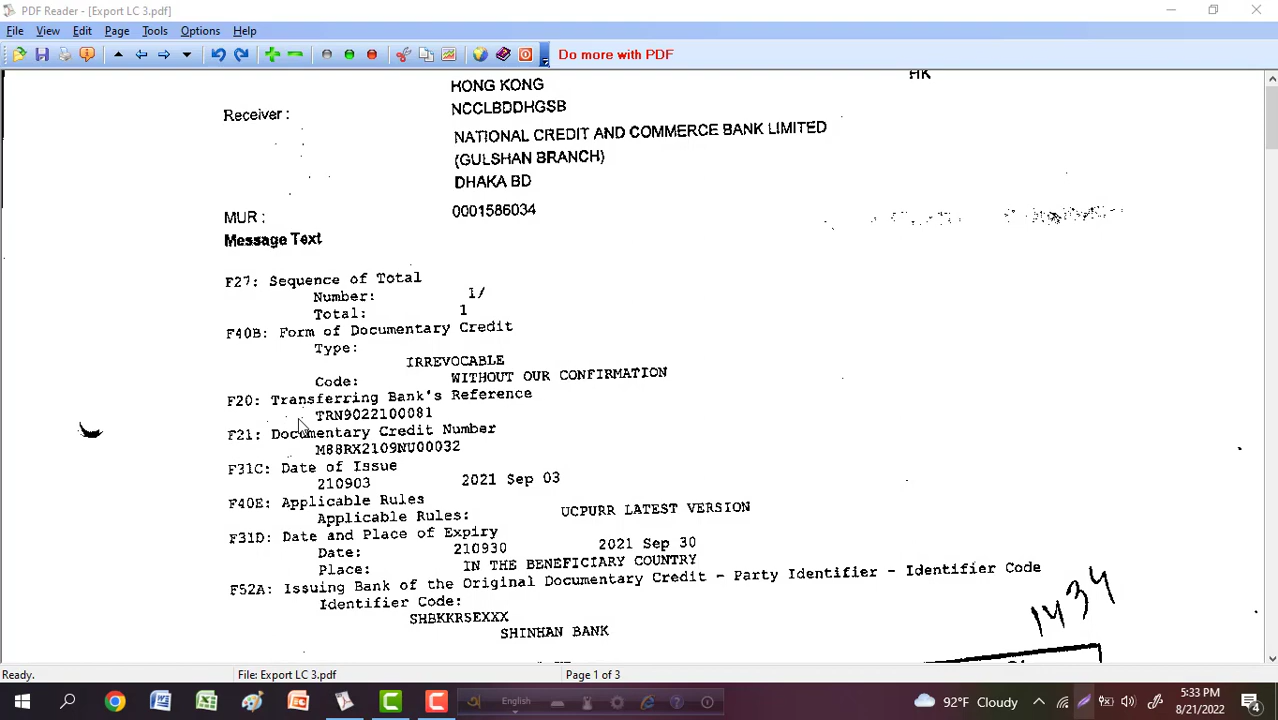 PDF Reader - [Export LC 3.pdf]
File View Edit Page Tools Options Help
Do more with PDF
HONG KONG
HK
Receiver :
NCCLBDDHGSB
NATIONAL CREDIT AND COMMERCE BANK LIMITED
(GULSHAN BRANCH)
DHAKA BD
MUR :
0001586034
Message Text
F27: Sequence of Total
Number: 1/
Total: 1
F40B: Form of Documentary Credit
Type:
IRREVOCABLE
Code: WITHOUT OUR CONFIRMATION
F20: Transferring Bank's Reference
TRN9022100081
F21: Documentary Credit Number
M88RX2109NU00032
F31C: Date of Issue
210903 2021 Sep 03
F40E: Applicable Rules
Applicable Rules: UCPURR LATEST VERSION
F31D: Date and Place of Expiry
Date: 210930 2021 Sep 30
Place: IN THE BENEFICIARY COUNTRY
F52A: Issuing Bank of the Original Documentary Credit - Party Identifier - Identifier Code
Identifier Code:
SHBKKRSEXXX
SHINHAN BANK
1434
Ready. File: Export LC 3.pdf Page 1 of 3
English
92°F Cloudy
5:33 PM
8/21/2022
4